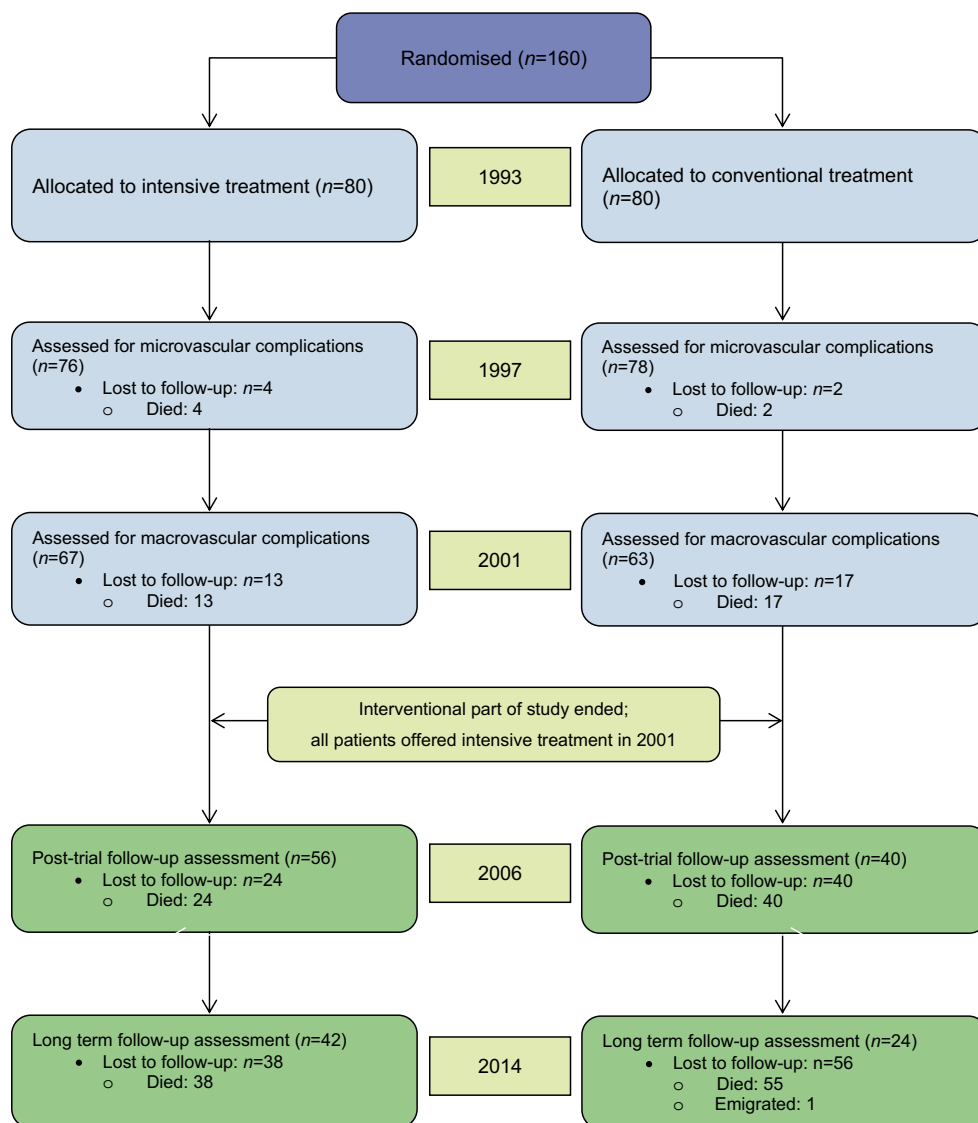 Randomised (n=160)
Allocated to intensive treatment (n=80)
1993
Allocated to conventional treatment
(n=80)
Assessed for microvascular complications
(n=76)
• Lost to follow-up: n=4
o Died: 4
1997
Assessed for microvascular complications
(n=78)
• Lost to follow-up: n=2
o Died: 2
Assessed for macrovascular complications
(n=67)
• Lost to follow-up: n=13
o Died: 13
2001
Assessed for macrovascular complications
(n=63)
• Lost to follow-up: n=17
o Died: 17
Interventional part of study ended;
all patients offered intensive treatment in 2001
Post-trial follow-up assessment (n=56)
• Lost to follow-up: n=24
o Died: 24
2006
Post-trial follow-up assessment (n=40)
• Lost to follow-up: n=40
o Died: 40
Long term follow-up assessment (n=42)
• Lost to follow-up: n=38
o Died: 38
2014
Long term follow-up assessment (n=24)
• Lost to follow-up: n=56
o Died: 55
o Emigrated: 1